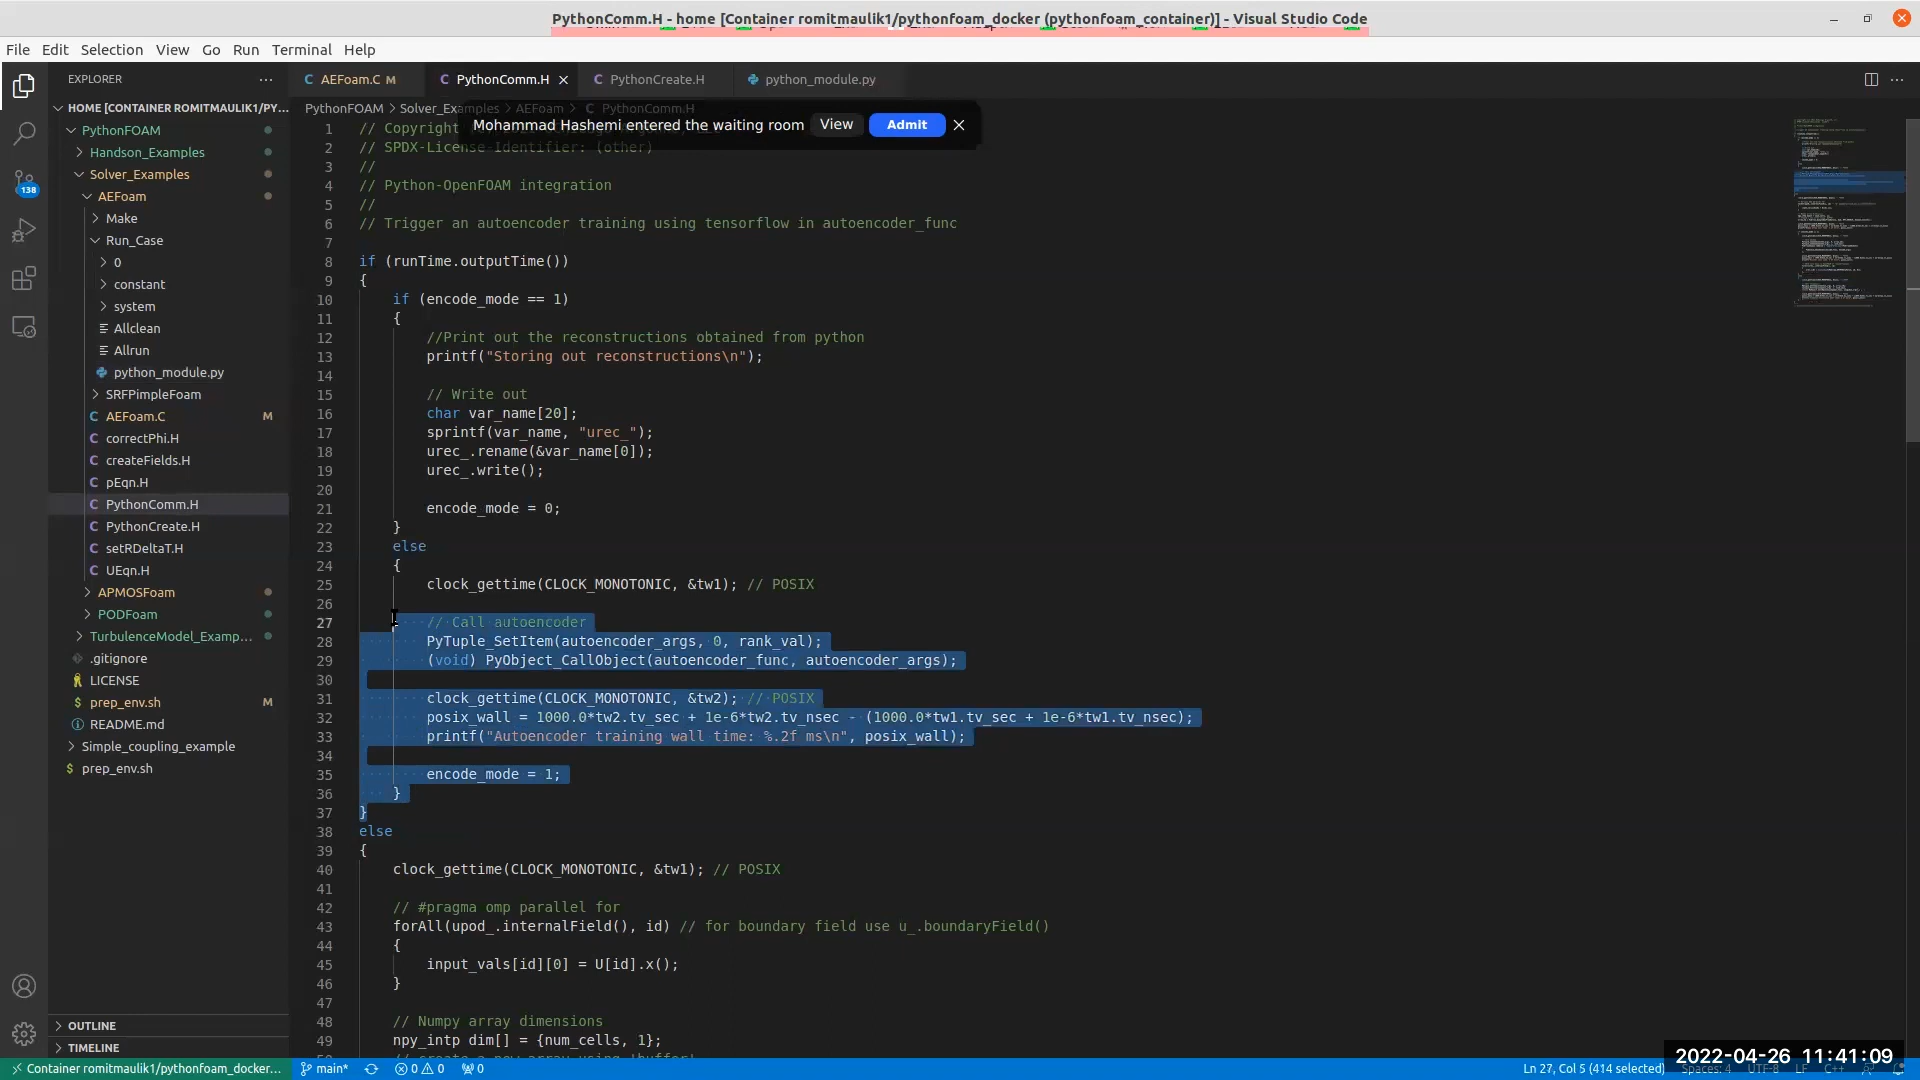 PythonComm.H - home [Container romitmaulik1/pythonfoam_docker (pythonfoam_container)] - Visual Studio Code
File Edit Selection View Go Run Terminal Help
EXPLORER
AEFoam.C M
PythonComm.H
PythonCreate.H
python_module.py
HOME [CONTAINER ROMITMAULIK1/PY...
PythonFOAM > Solver_Examples > AEFoam > PythonComm.H
Mohammad Hashemi entered the waiting room View Admit
PythonFOAM
Handson_Examples
Solver_Examples
138
AEFoam
Make
Run_Case
0
constant
system
Allclean
Allrun
python_module.py
SRFPimpleFoam
AEFoam.C M
correctPhi.H
createFields.H
pEqn.H
PythonComm.H
PythonCreate.H
setRDeltaT.H
UEqn.H
APMOSFoam
PODFoam
TurbulenceModel_Examp...
.gitignore
LICENSE
prep_env.sh M
README.md
Simple_coupling_example
prep_env.sh
OUTLINE
TIMELINE
1 // Copyright
2 // SPDX-License-Identifier: (other)
3 //
4 // Python-OpenFOAM integration
5 //
6 // Trigger an autoencoder training using tensorflow in autoencoder_func
7
8 if (runTime.outputTime())
9 {
10 if (encode_mode == 1)
11 {
12 //Print out the reconstructions obtained from python
13 printf("Storing out reconstructions\n");
14
15 // Write out
16 char var_name[20];
17 sprintf(var_name, "urec_");
18 urec_.rename(&var_name[0]);
19 urec_.write();
20
21 encode_mode = 0;
22 }
23 else
24 {
25 clock_gettime(CLOCK_MONOTONIC, &tw1); // POSIX
26
27 // Call autoencoder
28 PyTuple_SetItem(autoencoder_args, 0, rank_val);
29 (void) PyObject_CallObject(autoencoder_func, autoencoder_args);
30
31 clock_gettime(CLOCK_MONOTONIC, &tw2); // POSIX
32 posix_wall = 1000.0*tw2.tv_sec + 1e-6*tw2.tv_nsec - (1000.0*tw1.tv_sec + 1e-6*tw1.tv_nsec);
33 printf("Autoencoder training wall time: %.2f ms\n", posix_wall);
34
35 encode_mode = 1;
36 }
37 }
38 else
39 {
40 clock_gettime(CLOCK_MONOTONIC, &tw1); // POSIX
41
42 // #pragma omp parallel for
43 forAll(upod_.internalField(), id) // for boundary field use u_.boundaryField()
44 {
45 input_vals[id][0] = U[id].x();
46 }
47
48 // Numpy array dimensions
49 npy_intp dim[] = {num_cells, 1};
50 // create a new array using 'buffer'
2022-04-26 11:41:09
Container romitmaulik1/pythonfoam_docker... main* 0 0 0 Ln 27, Col 5 (414 selected) Spaces: 4 UTF-8 LF C++